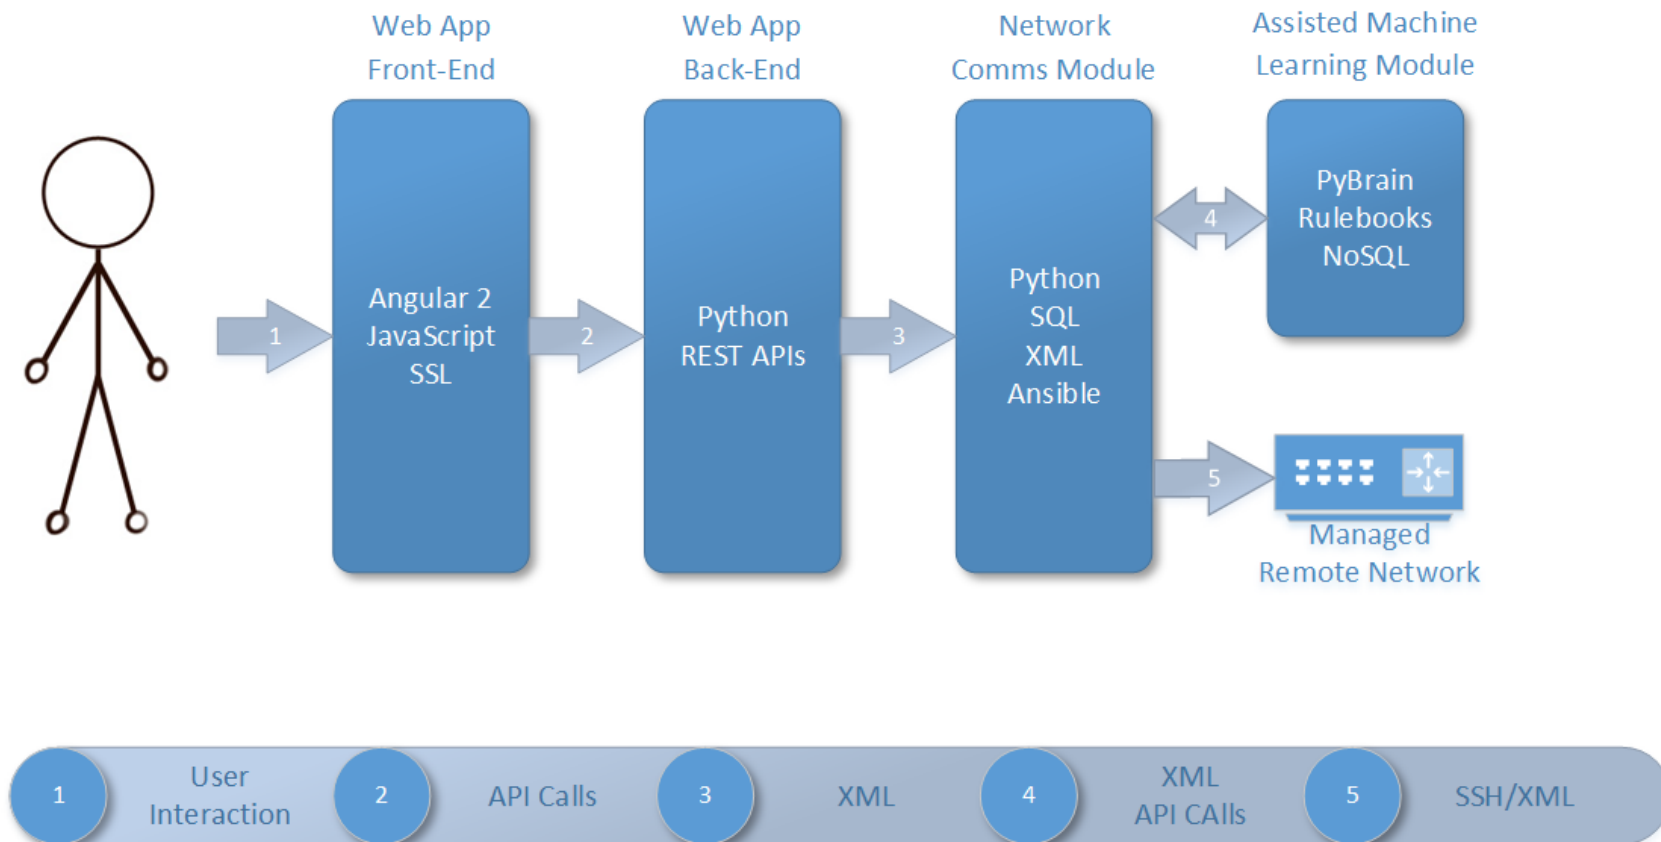 Web App
Front-End
Web App
Back-End
Network
Comms Module
Assisted Machine
Learning Module
1
Angular 2
JavaScript
SSL
2
Python
REST APIs
3
Python
SQL
XML
Ansible
4
PyBrain
Rulebooks
NoSQL
5
Managed
Remote Network
1
User
Interaction
2
API Calls
3
XML
4
XML
API CAlls
5
SSH/XML